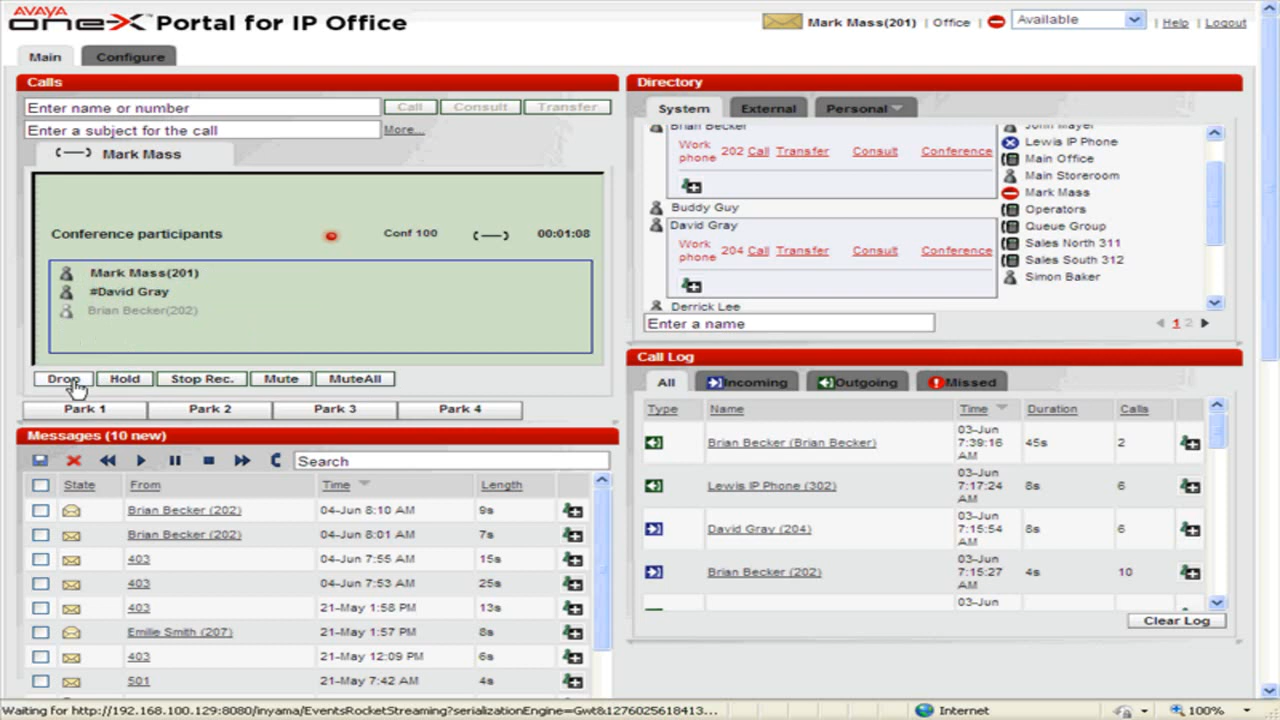 AVAYA
one-X Portal for IP Office
Mark Mass(201) | Office
Available
| Help | Logout
Main
Configure
Calls
Enter name or number
Call
Consult
Transfer
Enter a subject for the call
More...
Mark Mass
Conference participants
Conf 100
00:01:08
Mark Mass(201)
#David Gray
Brian Becker(202)
Drop
Hold
Stop Rec.
Mute
MuteAll
Park 1
Park 2
Park 3
Park 4
Messages (10 new)
Search
State From Time Length
Brian Becker (202) 04-Jun 8:10 AM 9s
Brian Becker (202) 04-Jun 8:01 AM 7s
403 04-Jun 7:55 AM 15s
403 04-Jun 7:53 AM 25s
403 21-May 1:58 PM 13s
Emilie Smith (207) 21-May 1:57 PM 8s
403 21-May 12:09 PM 6s
501 21-May 7:42 AM 4s
Directory
System
External
Personal
Brian Becker
Work phone 202 Call Transfer Consult Conference
Buddy Guy
David Gray
Work phone 204 Call Transfer Consult Conference
Derrick Lee
John Mayer
Lewis IP Phone
Main Office
Main Storeroom
Mark Mass
Operators
Queue Group
Sales North 311
Sales South 312
Simon Baker
Enter a name
1 2
Call Log
All
Incoming
Outgoing
Missed
Type Name Time Duration Calls
Brian Becker (Brian Becker) 03-Jun 7:39:16 AM 45s 2
Lewis IP Phone (302) 03-Jun 7:17:24 AM 8s 6
David Gray (204) 03-Jun 7:15:54 AM 8s 6
Brian Becker (202) 03-Jun 7:15:27 AM 4s 10
03-Jun
Clear Log
Waiting for http://192.168.100.129:8080/inyama/EventsRocketStreaming?serializationEngine=Gwt&1276025618413...
Internet
100%